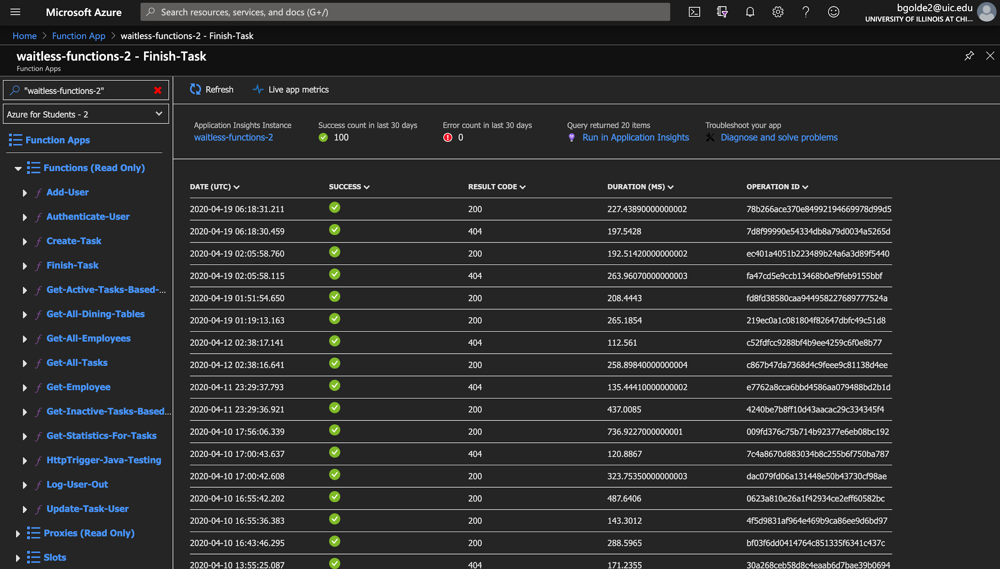 Microsoft Azure
Search resources, services, and docs (G+/)
bgolde2@uic.edu
UNIVERSITY OF ILLINOIS AT CHI...
Home > Function App > waitless-functions-2 - Finish-Task
waitless-functions-2 - Finish-Task
Function Apps
"waitless-functions-2"
Azure for Students - 2
Function Apps
Functions (Read Only)
Add-User
Authenticate-User
Create-Task
Finish-Task
Get-Active-Tasks-Based-...
Get-All-Dining-Tables
Get-All-Employees
Get-All-Tasks
Get-Employee
Get-Inactive-Tasks-Based...
Get-Statistics-For-Tasks
HttpTrigger-Java-Testing
Log-User-Out
Update-Task-User
Proxies (Read Only)
Slots
Refresh Live app metrics
Application Insights Instance
waitless-functions-2
Success count in last 30 days
100
Error count in last 30 days
0
Query returned 20 items
Run in Application Insights
Troubleshoot your app
Diagnose and solve problems
DATE (UTC) SUCCESS RESULT CODE DURATION (MS) OPERATION ID
2020-04-19 06:18:31.211 200 227.43890000000002 78b266ace370e84992194669978d99d5
2020-04-19 06:18:30.459 404 197.5428 7d8f99990e54334db8a79d0034a5265d
2020-04-19 02:05:58.760 200 192.51420000000002 ec401a4051b223489b24a6a3d89f5440
2020-04-19 02:05:58.115 404 263.96070000000003 fa47cd5e9ccb13468b0ef9feb9155bbf
2020-04-19 01:51:54.650 200 208.4443 fd8fd38580caa944958227689777524a
2020-04-19 01:19:13.163 200 265.1854 219ec0a1c081804f82647dbfc49c51d8
2020-04-12 02:38:17.141 404 112.561 c52fdfcc9288bf4b9ee4259c6f0e8b77
2020-04-12 02:38:16.641 200 258.89840000000004 c867b47da7368d4c9feee9c81138d4ee
2020-04-11 23:29:37.793 404 135.44410000000002 e7762a8cca6bbd4586aa079488bd2b1d
2020-04-11 23:29:36.921 200 437.0085 4240be7b8ff10d43aacac29c334345f4
2020-04-10 17:56:06.339 200 736.9227000000001 009fd376c75b714b92377e6eb08bc192
2020-04-10 17:00:43.637 404 120.8867 7c4a8670d883034b8c255b6f750ba787
2020-04-10 17:00:42.608 200 323.75350000000003 dac079fd06a131448e50b43730cf98ae
2020-04-10 16:55:42.202 200 487.6406 0623a810e26a1f42934ce2eff60582bc
2020-04-10 16:55:36.383 200 143.3012 4f5d9831af964e469b9ca86ee9d6bd97
2020-04-10 16:43:46.295 200 288.5965 bf03f6dd0414764c851335f6341c437c
2020-04-10 13:55:25.087 404 171.2355 30a268ceb58d8c4eaab6d7bae39b0694